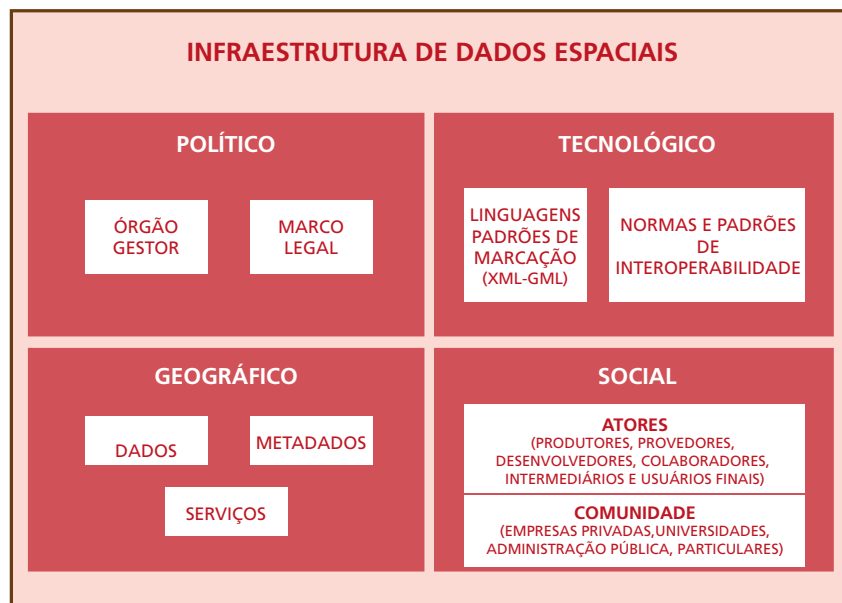 INFRAESTRUTURA DE DADOS ESPACIAIS
POLÍTICO
ÓRGÃO
GESTOR
MARCO
LEGAL
TECNOLÓGICO
LINGUAGENS
PADRÕES DE
MARCAÇÃO
(XML-GML)
NORMAS E PADRÕES
DE
INTEROPERABILIDADE
GEOGRÁFICO
DADOS
METADADOS
SERVIÇOS
SOCIAL
ATORES
(PRODUTORES, PROVEDORES,
DESENVOLVEDORES, COLABORADORES,
INTERMEDIÁRIOS E USUÁRIOS FINAIS)
COMUNIDADE
(EMPRESAS PRIVADAS,UNIVERSIDADES,
ADMINISTRAÇÃO PÚBLICA, PARTICULARES)